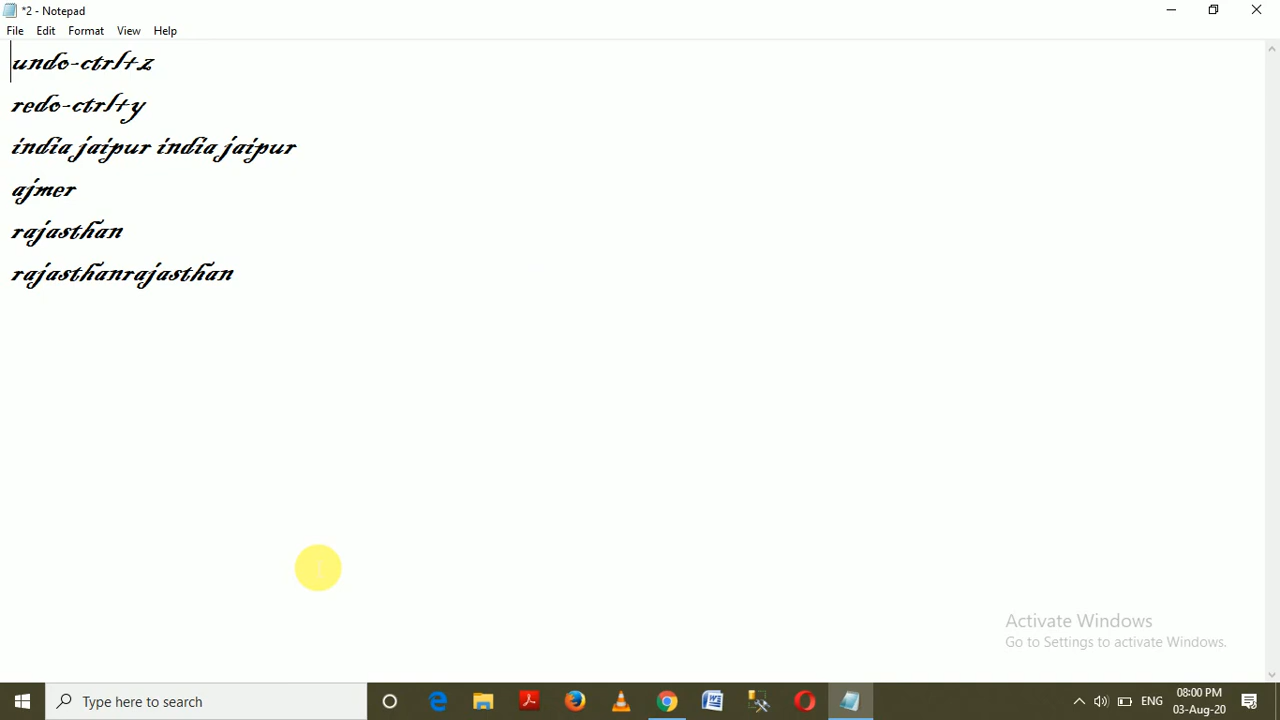 *2 - Notepad
File Edit Format View Help
undo-ctrl+z
redo-ctrl+y
india jaipur india jaipur
ajmer
rajasthan
rajasthanrajasthan
Activate Windows
Go to Settings to activate Windows.
Type here to search
ENG
08:00 PM
03-Aug-20